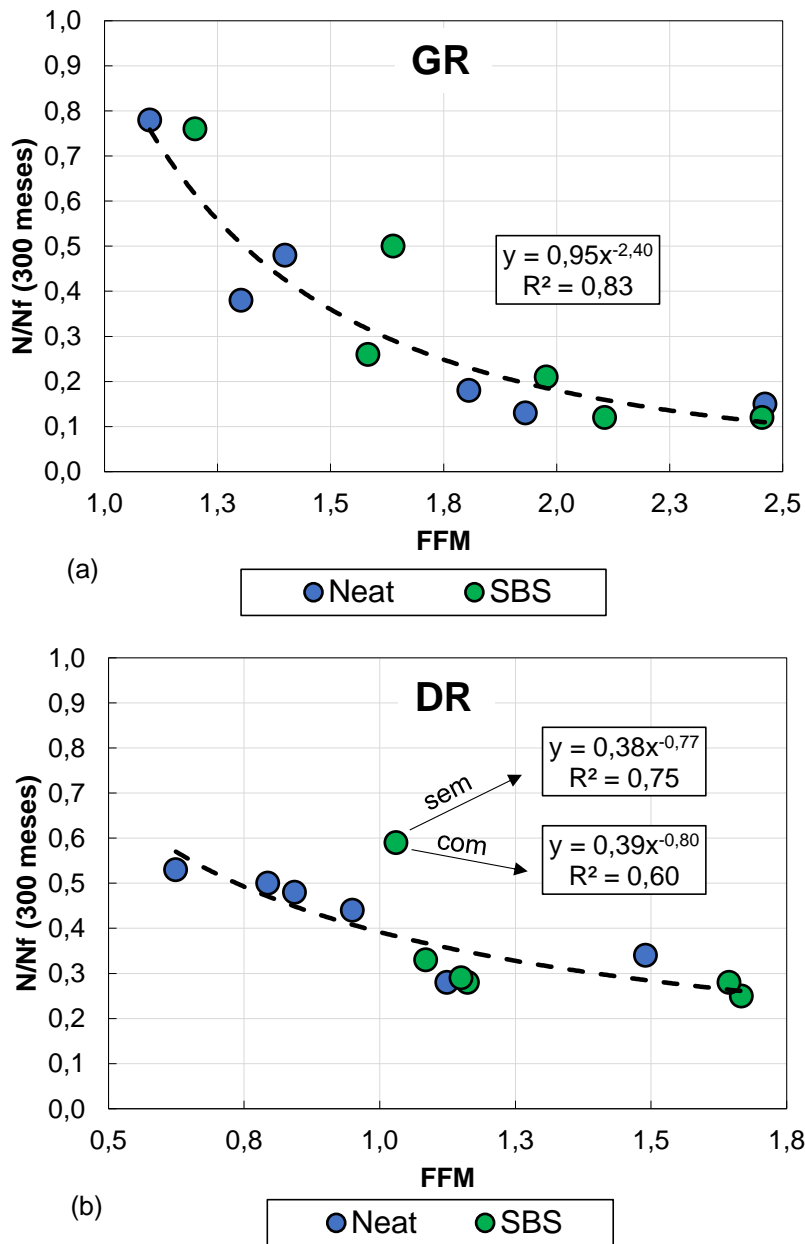 GR
N/Nf (300 meses)
1,0
0,9
0,8
0,7
0,6
0,5
0,4
0,3
0,2
0,1
0,0
y = 0,95x-2,40
R² = 0,83
1,0 1,3 1,5 1,8 2,0 2,3 2,5
FFM
(a)
Neat SBS
DR
N/Nf (300 meses)
1,0
0,9
0,8
0,7
0,6
0,5
0,4
0,3
0,2
0,1
0,0
sem
y = 0,38x-0,77
R² = 0,75
com
y = 0,39x-0,80
R² = 0,60
0,5 0,8 1,0 1,3 1,5 1,8
FFM
(b)
Neat SBS